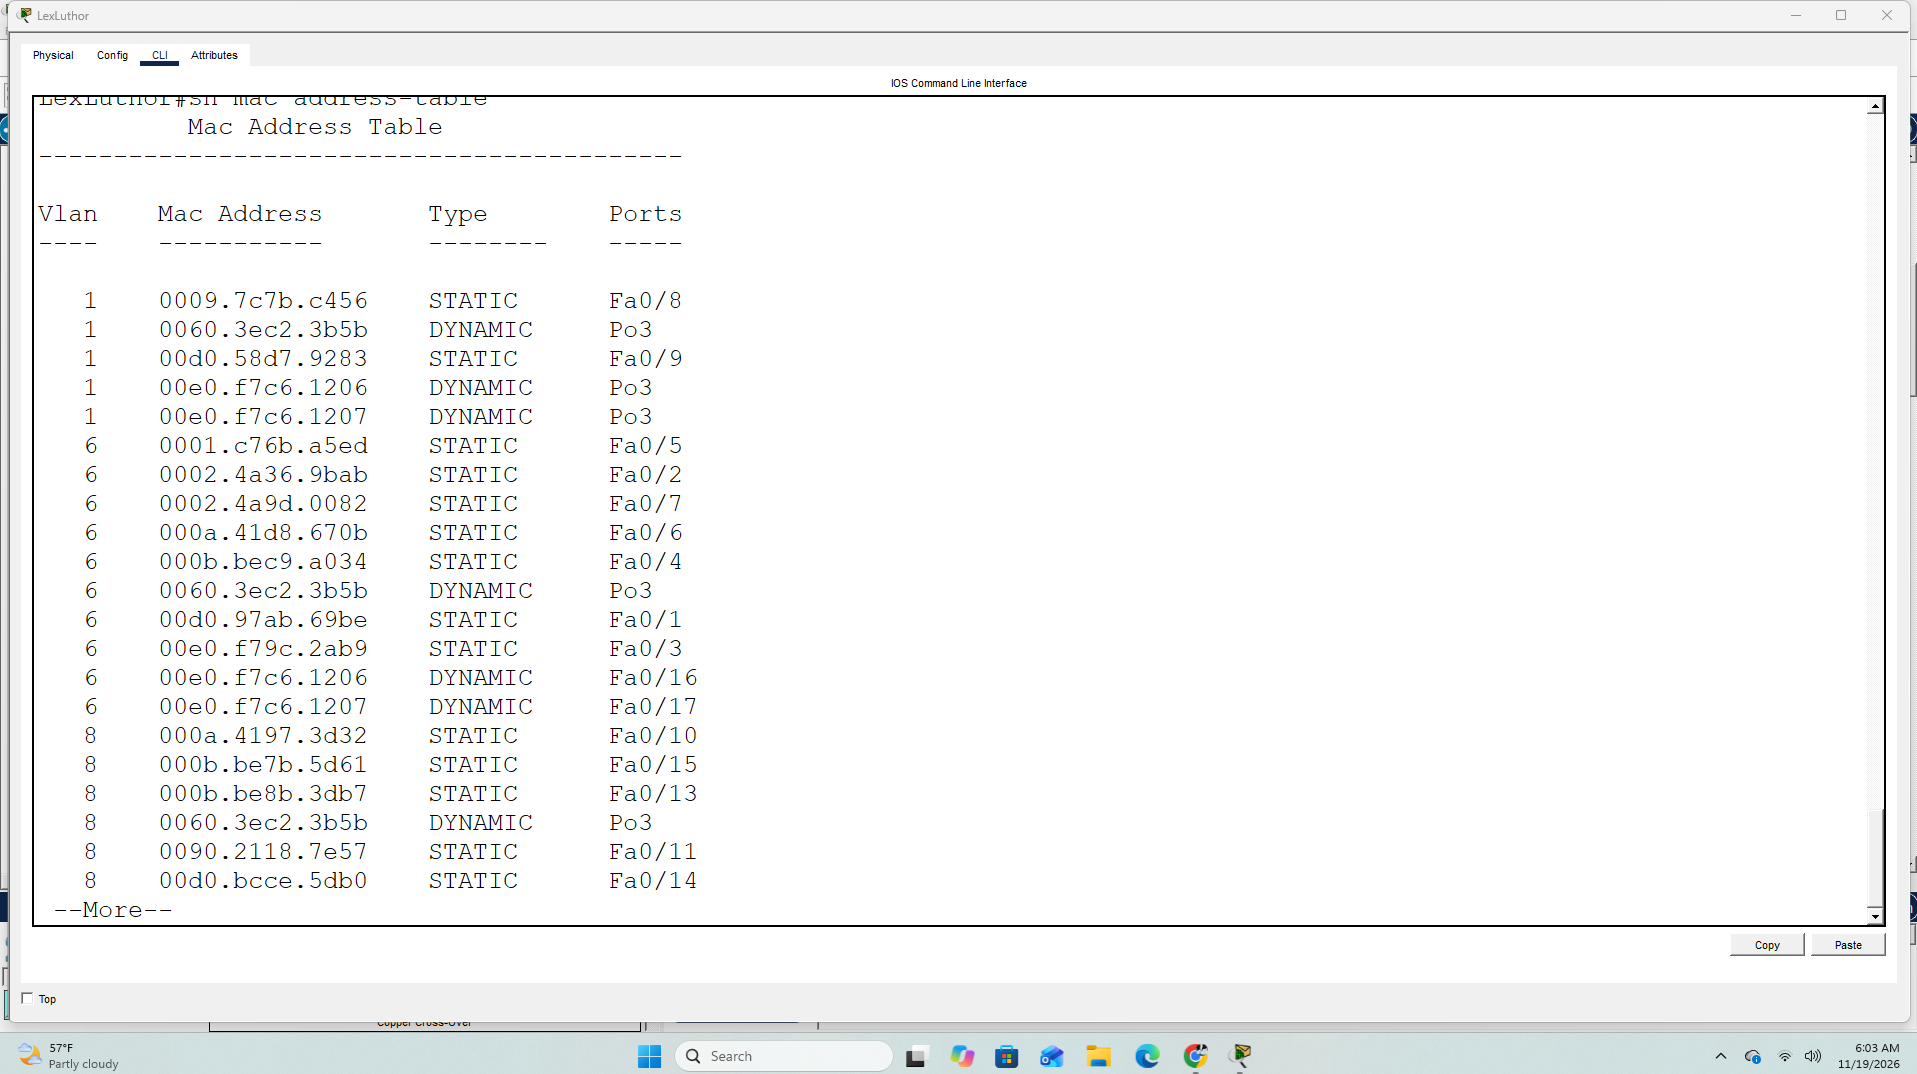 LexLuthor
Physical Config CLI Attributes
IOS Command Line Interface
LexLuthor#sh mac address-table
Mac Address Table
-------------------------------------------
Vlan Mac Address Type Ports
---- ----------- -------- -----
1 0009.7c7b.c456 STATIC Fa0/8
1 0060.3ec2.3b5b DYNAMIC Po3
1 00d0.58d7.9283 STATIC Fa0/9
1 00e0.f7c6.1206 DYNAMIC Po3
1 00e0.f7c6.1207 DYNAMIC Po3
6 0001.c76b.a5ed STATIC Fa0/5
6 0002.4a36.9bab STATIC Fa0/2
6 0002.4a9d.0082 STATIC Fa0/7
6 000a.41d8.670b STATIC Fa0/6
6 000b.bec9.a034 STATIC Fa0/4
6 0060.3ec2.3b5b DYNAMIC Po3
6 00d0.97ab.69be STATIC Fa0/1
6 00e0.f79c.2ab9 STATIC Fa0/3
6 00e0.f7c6.1206 DYNAMIC Fa0/16
6 00e0.f7c6.1207 DYNAMIC Fa0/17
8 000a.4197.3d32 STATIC Fa0/10
8 000b.be7b.5d61 STATIC Fa0/15
8 000b.be8b.3db7 STATIC Fa0/13
8 0060.3ec2.3b5b DYNAMIC Po3
8 0090.2118.7e57 STATIC Fa0/11
8 00d0.bcce.5db0 STATIC Fa0/14
--More--
Copy Paste
Top
Copper Cross-Over
57°F
Partly cloudy
Search
6:03 AM
11/19/2026